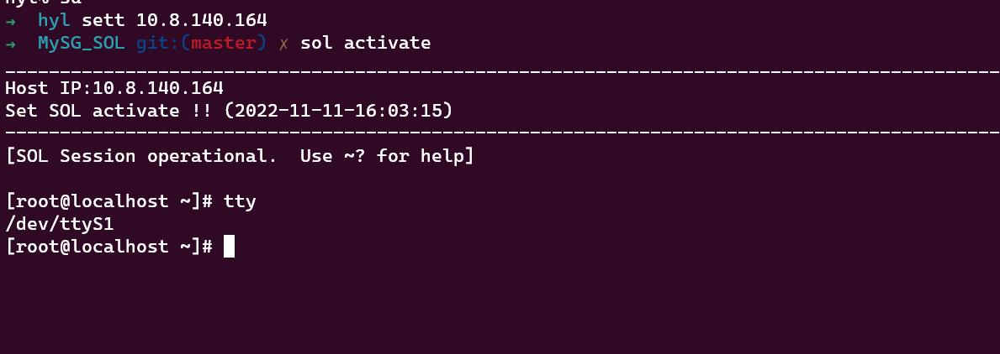 → hyl sett 10.8.140.164
→ MySG_SOL git:(master) ✗ sol activate
Host IP:10.8.140.164
Set SOL activate !! (2022-11-11-16:03:15)
[SOL Session operational.  Use ~? for help]
[root@localhost ~]# tty
/dev/ttyS1
[root@localhost ~]#